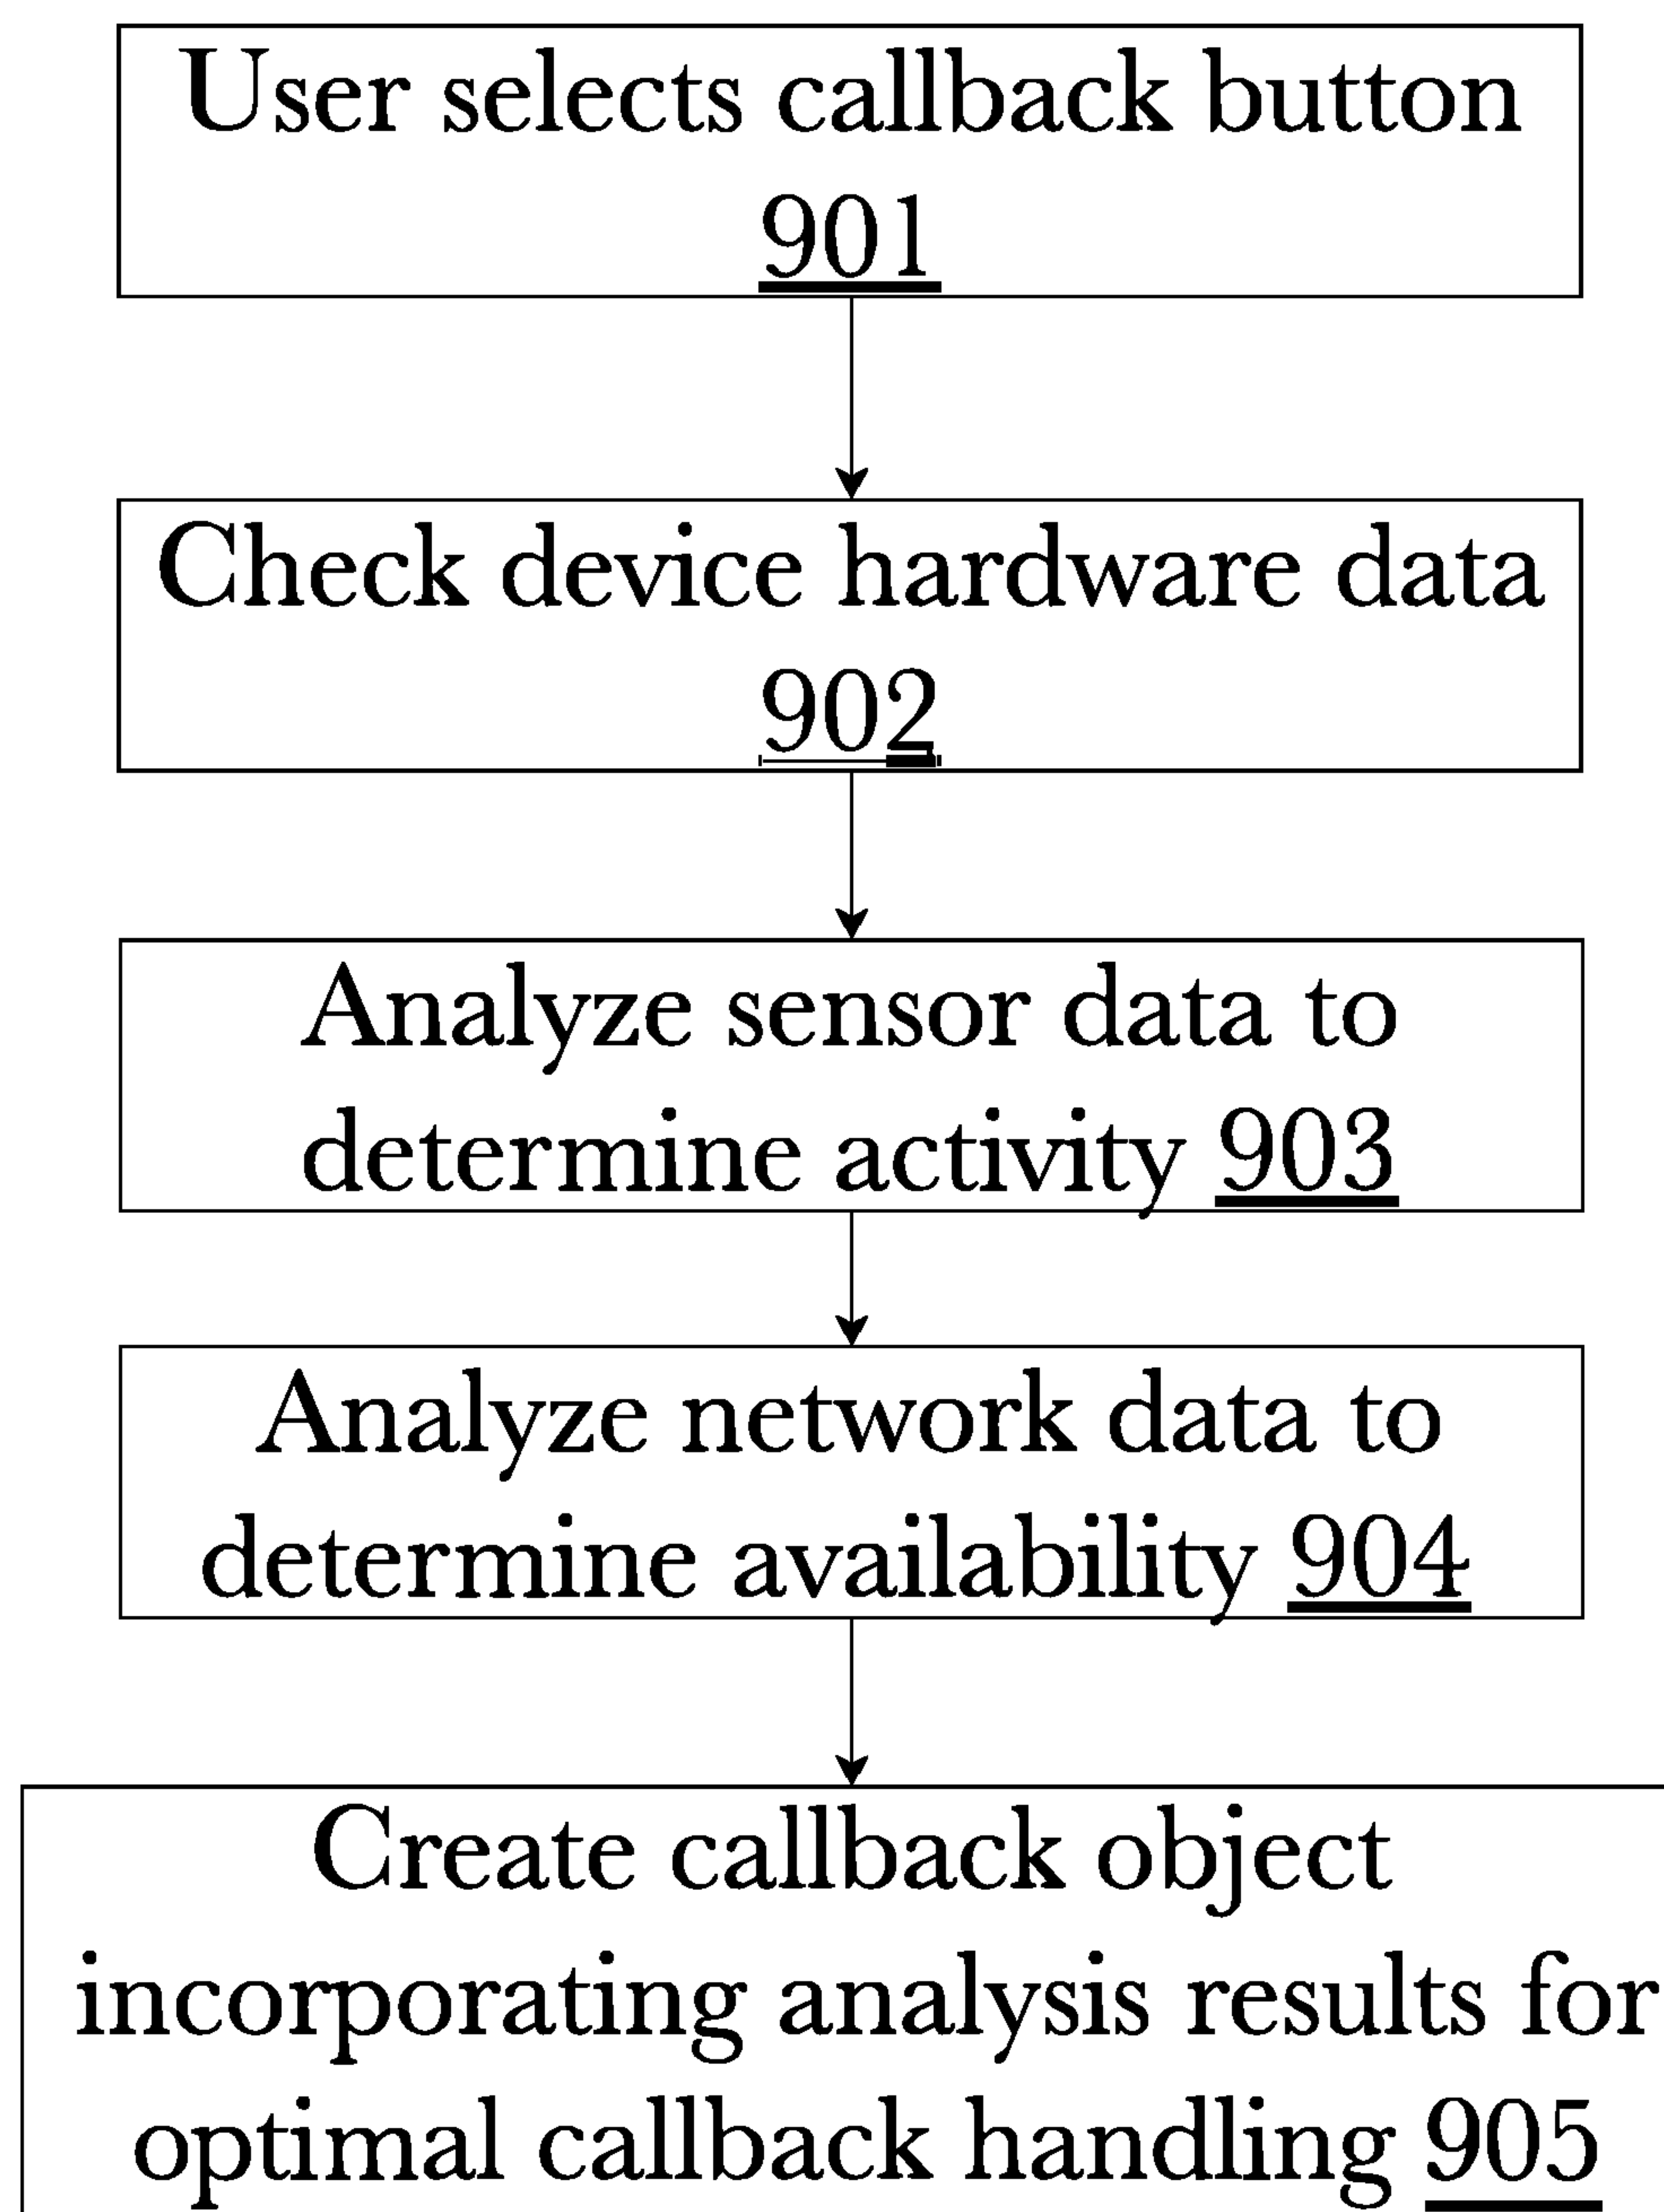 User selects callback button
901
Check device hardware data
902
Analyze sensor data to
determine activity 903
Analyze network data to
determine availability 904
Create callback object
incorporating analysis results for
optimal callback handling 905